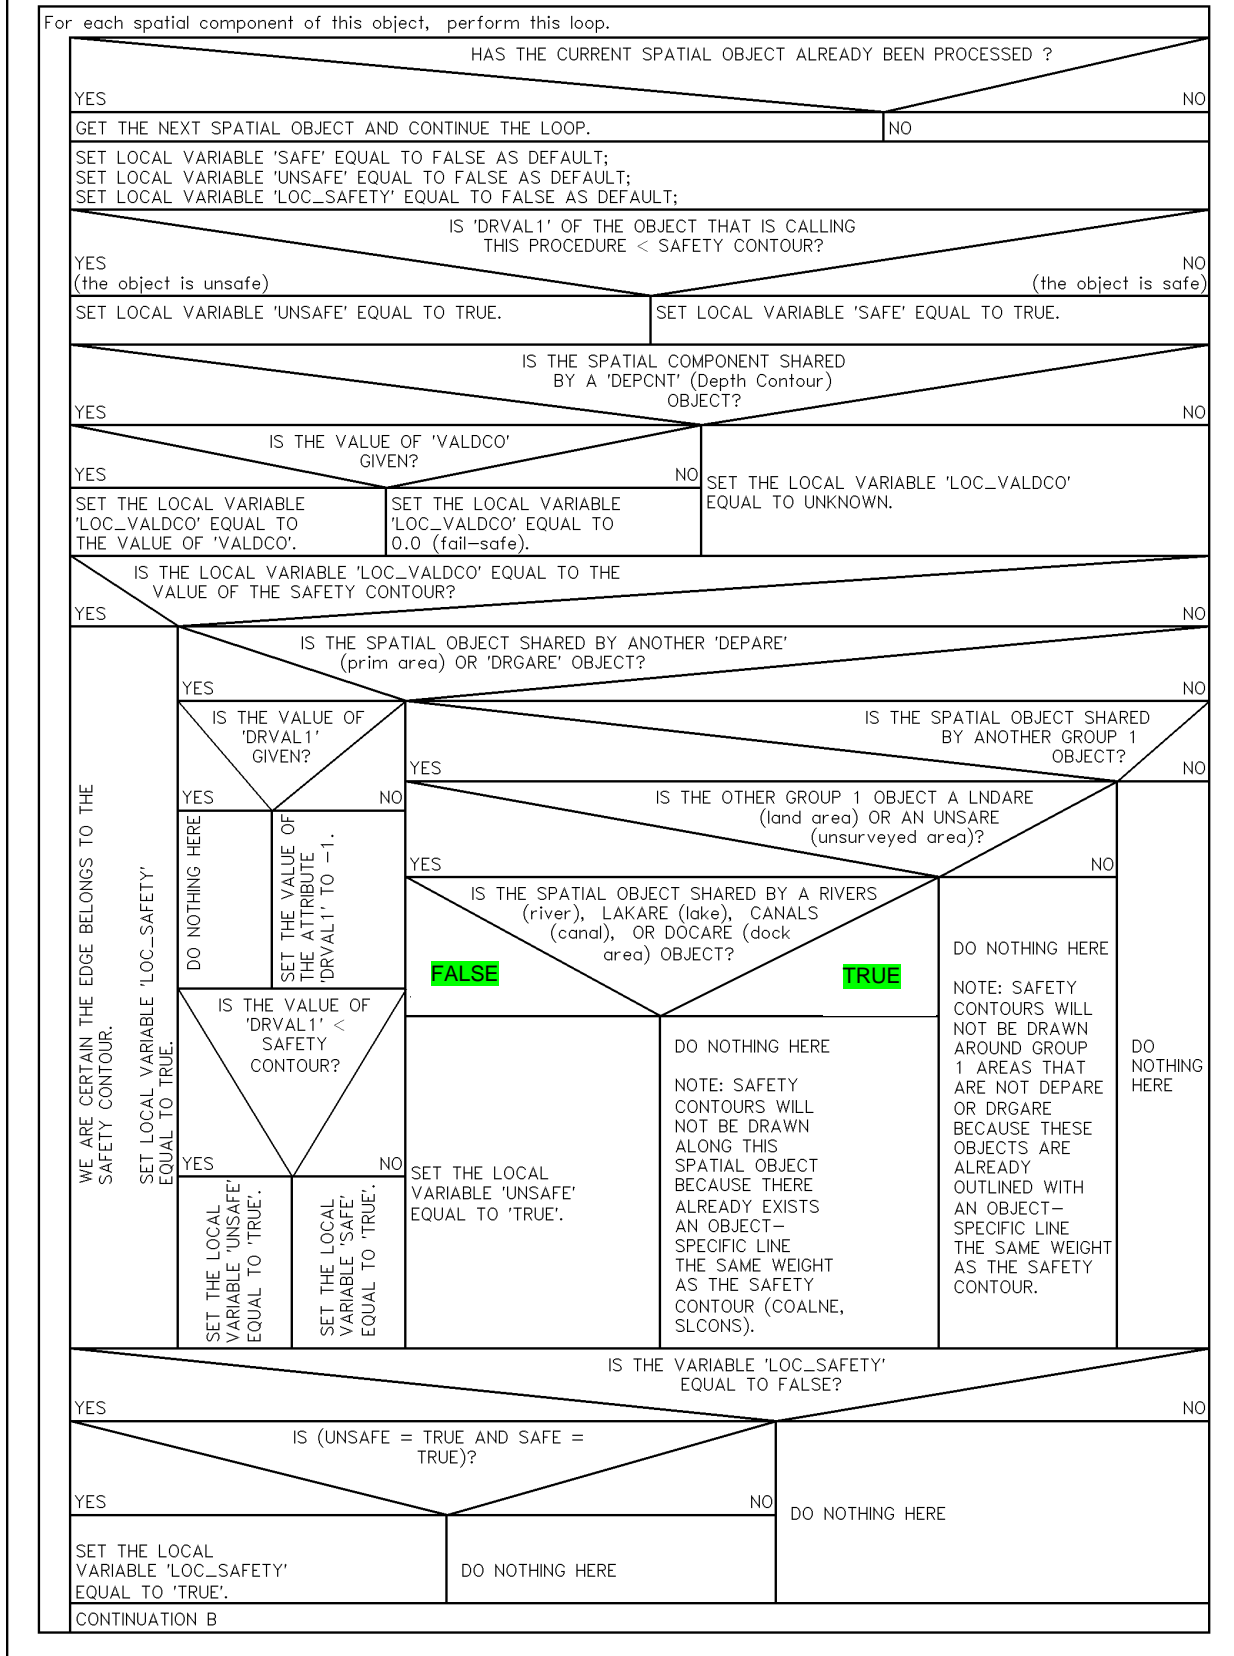 For each spatial component of this object, perform this loop.
HAS THE CURRENT SPATIAL OBJECT ALREADY BEEN PROCESSED ?
YES
NO
GET THE NEXT SPATIAL OBJECT AND CONTINUE THE LOOP.
NO
SET LOCAL VARIABLE 'SAFE' EQUAL TO FALSE AS DEFAULT;
SET LOCAL VARIABLE 'UNSAFE' EQUAL TO FALSE AS DEFAULT;
SET LOCAL VARIABLE 'LOC_SAFETY' EQUAL TO FALSE AS DEFAULT;
IS 'DRVAL1' OF THE OBJECT THAT IS CALLING
THIS PROCEDURE < SAFETY CONTOUR?
YES
(the object is unsafe)
NO
(the object is safe)
SET LOCAL VARIABLE 'UNSAFE' EQUAL TO TRUE.
SET LOCAL VARIABLE 'SAFE' EQUAL TO TRUE.
IS THE SPATIAL COMPONENT SHARED
BY A 'DEPCNT' (Depth Contour)
OBJECT?
YES
NO
IS THE VALUE OF 'VALDCO'
GIVEN?
YES
NO
SET THE LOCAL VARIABLE
'LOC_VALDCO' EQUAL TO
THE VALUE OF 'VALDCO'.
SET THE LOCAL VARIABLE
'LOC_VALDCO' EQUAL TO
0.0 (fail-safe).
SET THE LOCAL VARIABLE 'LOC_VALDCO'
EQUAL TO UNKNOWN.
IS THE LOCAL VARIABLE 'LOC_VALDCO' EQUAL TO THE
VALUE OF THE SAFETY CONTOUR?
YES
NO
WE ARE CERTAIN THE EDGE BELONGS TO THE
SAFETY CONTOUR.
SET LOCAL VARIABLE 'LOC_SAFETY'
EQUAL TO TRUE.
IS THE SPATIAL OBJECT SHARED BY ANOTHER 'DEPARE'
(prim area) OR 'DRGARE' OBJECT?
YES
NO
IS THE VALUE OF
'DRVAL1'
GIVEN?
YES
NO
DO NOTHING HERE
SET THE VALUE OF
THE ATTRIBUTE
'DRVAL1' TO -1.
IS THE VALUE OF
'DRVAL1' <
SAFETY
CONTOUR?
YES
NO
SET THE LOCAL
VARIABLE 'UNSAFE'
EQUAL TO 'TRUE'.
SET THE LOCAL
VARIABLE 'SAFE'
EQUAL TO 'TRUE'.
IS THE SPATIAL OBJECT SHARED
BY ANOTHER GROUP 1
OBJECT?
YES
NO
IS THE OTHER GROUP 1 OBJECT A LNDARE
(land area) OR AN UNSARE
(unsurveyed area)?
YES
NO
IS THE SPATIAL OBJECT SHARED BY A RIVERS
(river), LAKARE (lake), CANALS
(canal), OR DOCARE (dock
area) OBJECT?
FALSE
TRUE
SET THE LOCAL
VARIABLE 'UNSAFE'
EQUAL TO 'TRUE'.
DO NOTHING HERE
NOTE: SAFETY
CONTOURS WILL
NOT BE DRAWN
ALONG THIS
SPATIAL OBJECT
BECAUSE THERE
ALREADY EXISTS
AN OBJECT-
SPECIFIC LINE
THE SAME WEIGHT
AS THE SAFETY
CONTOUR (COALNE,
SLCONS).
DO NOTHING HERE
NOTE: SAFETY
CONTOURS WILL
NOT BE DRAWN
AROUND GROUP
1 AREAS THAT
ARE NOT DEPARE
OR DRGARE
BECAUSE THESE
OBJECTS ARE
ALREADY
OUTLINED WITH
AN OBJECT-
SPECIFIC LINE
THE SAME WEIGHT
AS THE SAFETY
CONTOUR.
DO
NOTHING
HERE
IS THE VARIABLE 'LOC_SAFETY'
EQUAL TO FALSE?
YES
NO
IS (UNSAFE = TRUE AND SAFE =
TRUE)?
YES
NO
SET THE LOCAL
VARIABLE 'LOC_SAFETY'
EQUAL TO 'TRUE'.
DO NOTHING HERE
DO NOTHING HERE
CONTINUATION B